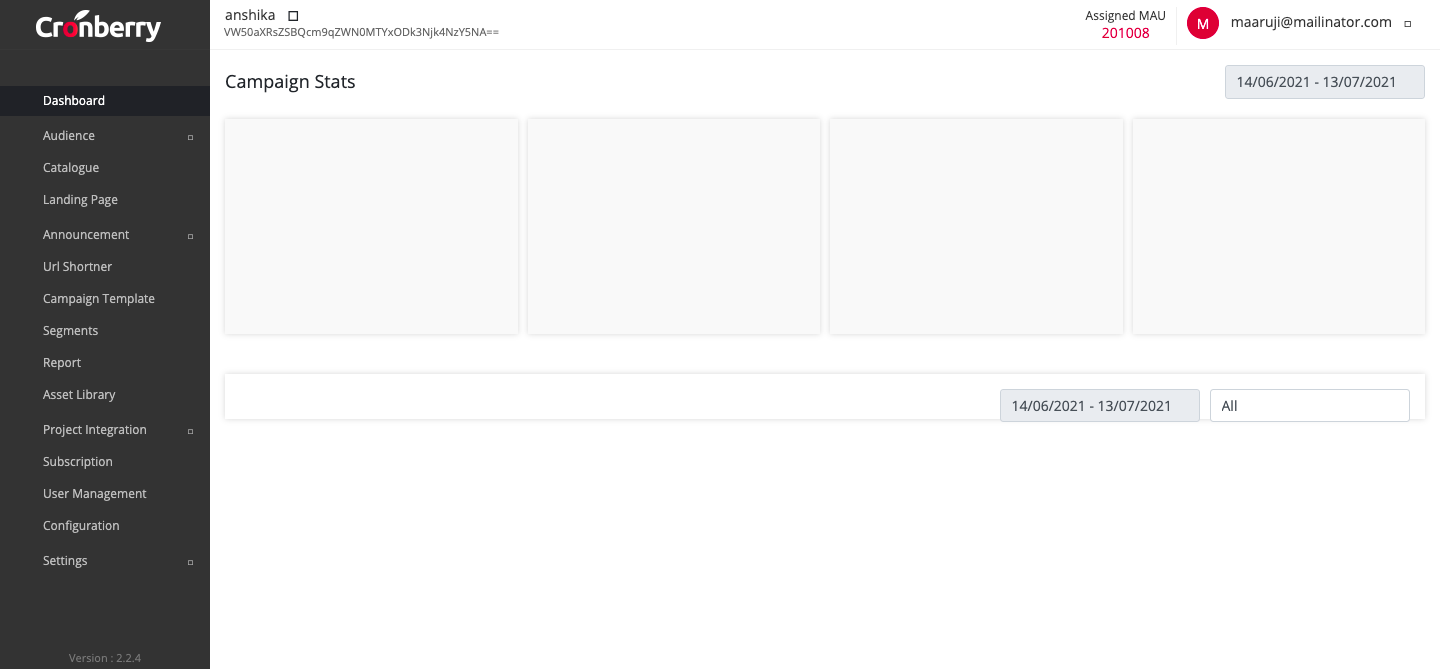 Cronberry
anshika
VW50aXRsZSBQcm9qZWN0MTYxODk3Njk4NzY5NA==
Assigned MAU
201008
M
maaruji@mailinator.com
Dashboard
Audience
Catalogue
Landing Page
Announcement
Url Shortner
Campaign Template
Segments
Report
Asset Library
Project Integration
Subscription
User Management
Configuration
Settings
Version : 2.2.4
Campaign Stats
14/06/2021 - 13/07/2021
14/06/2021 - 13/07/2021
All